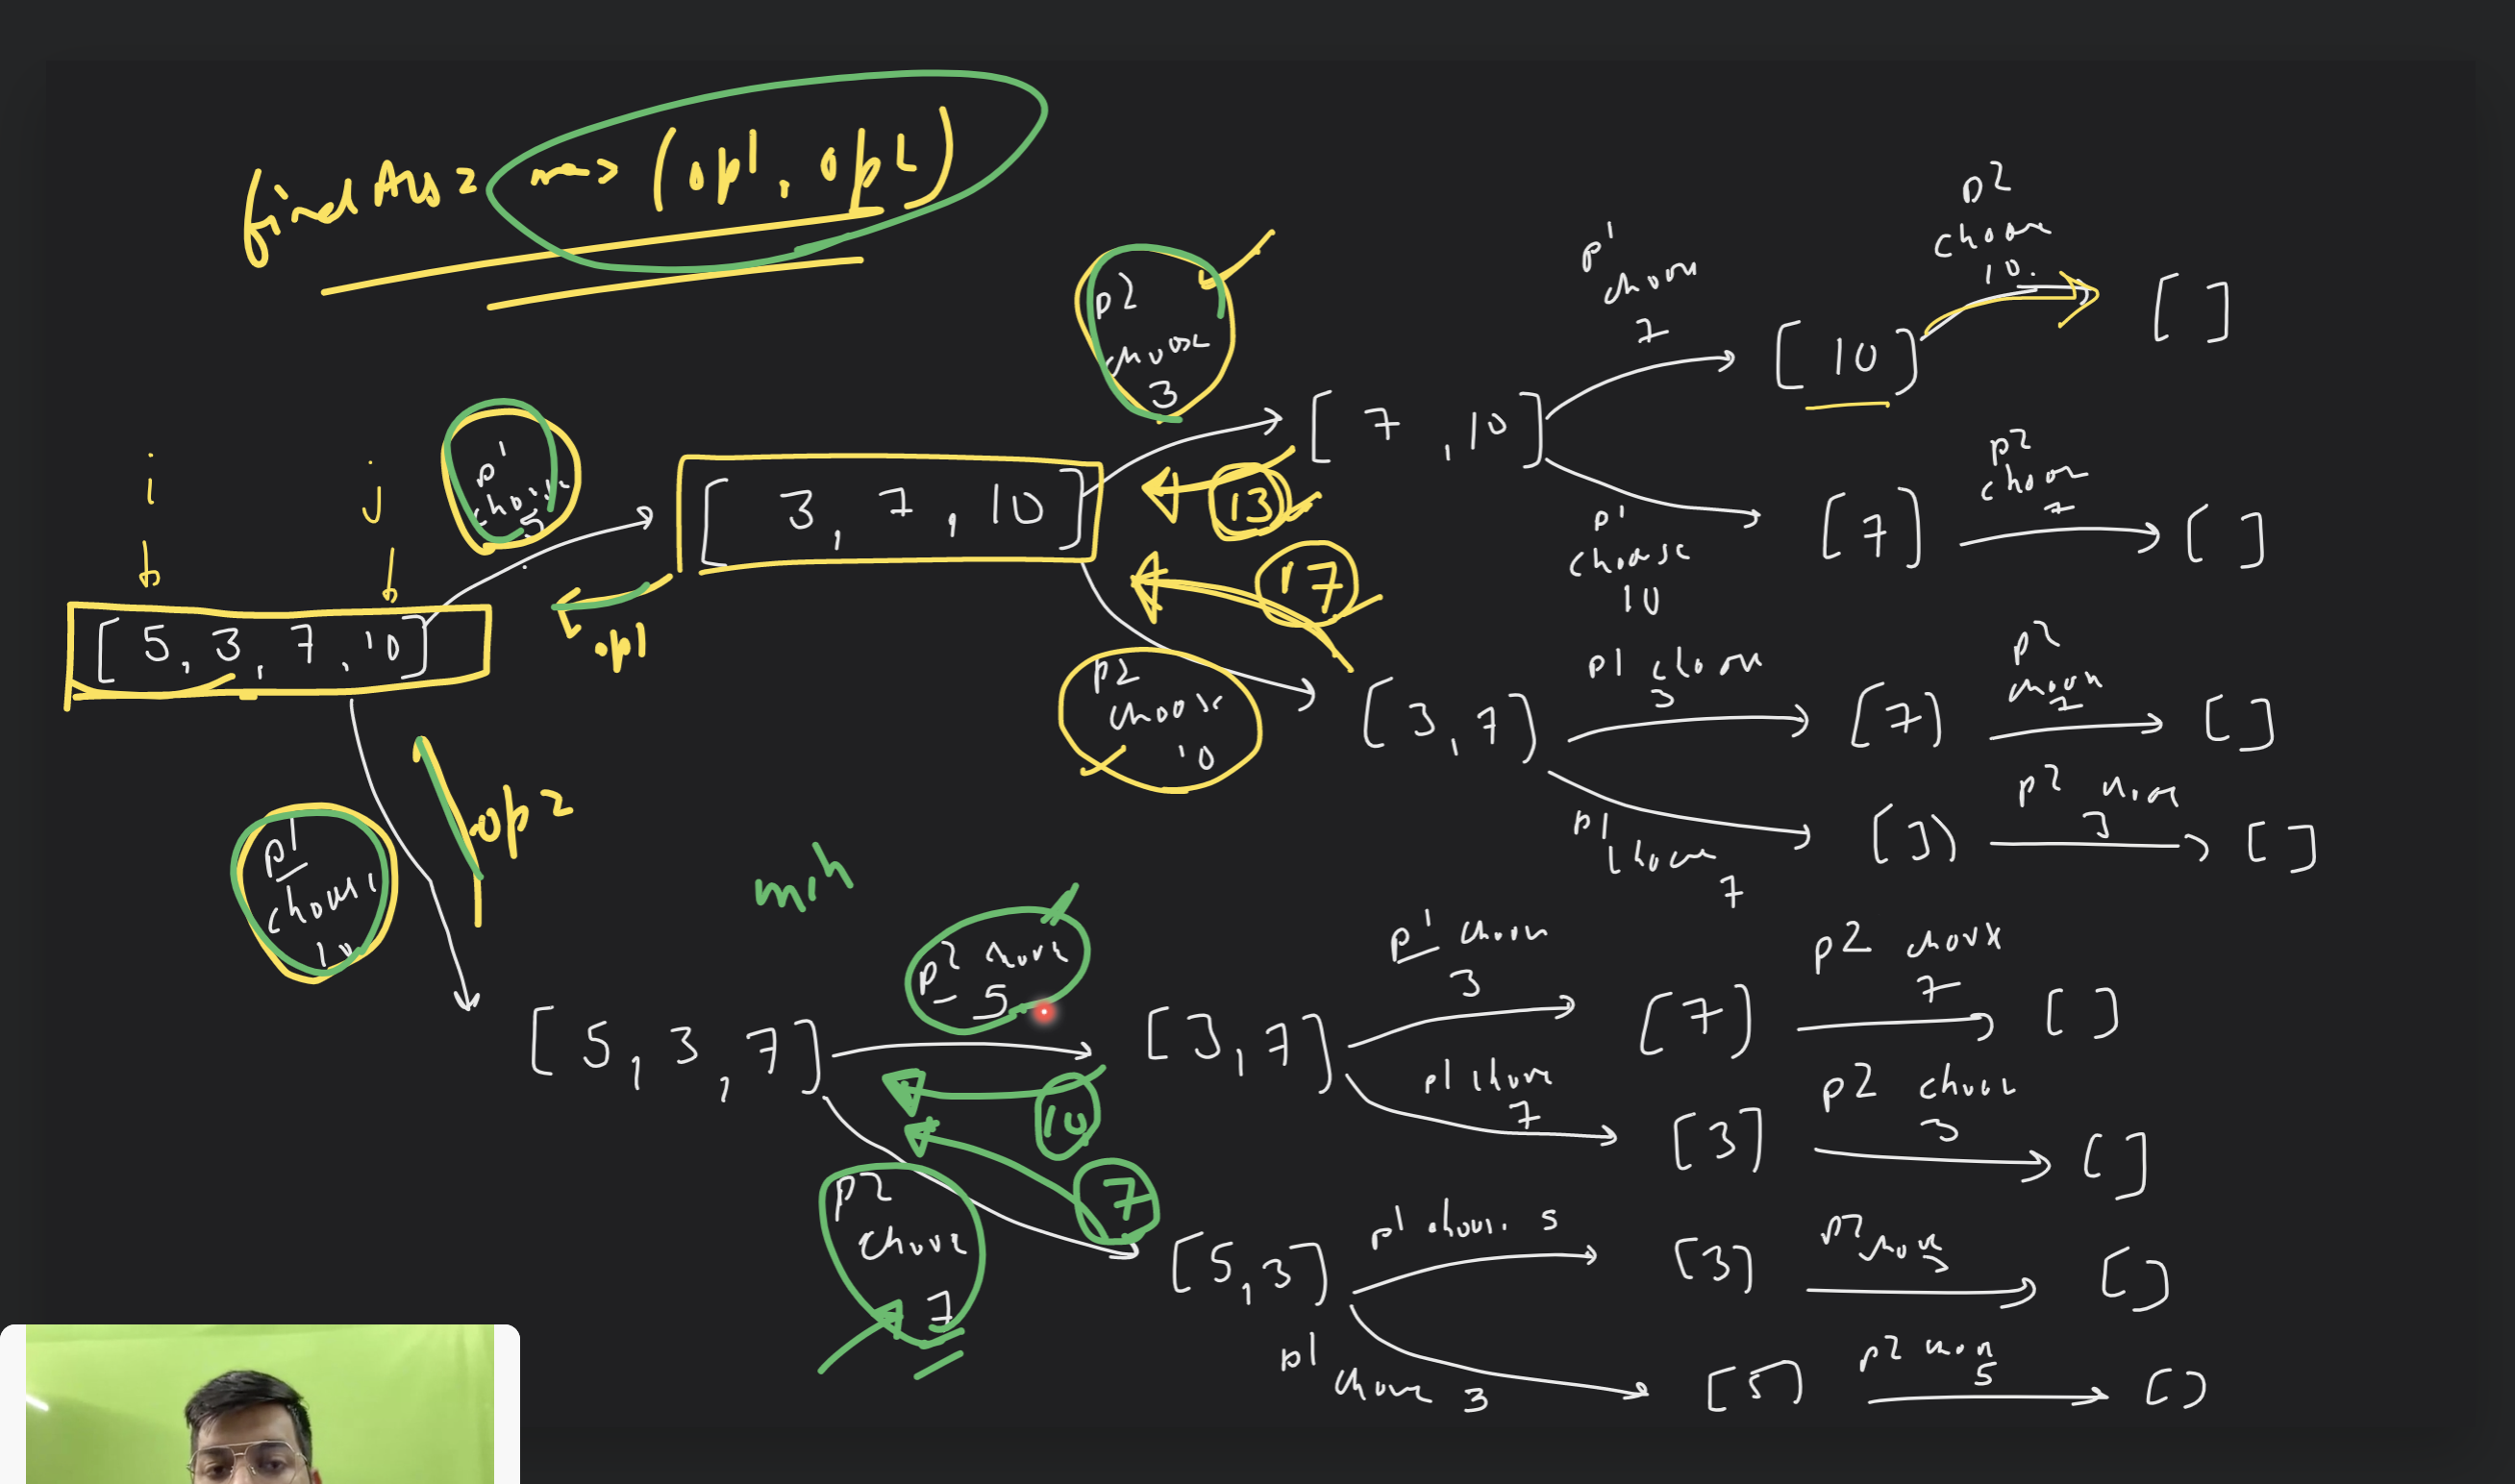 finalAns = max (op1, op2)
p2
choose
3
p1
choose
7
p2
choose
10.
[ ]
[ 10 ]
[ 7 , 10 ]
i
j
p1
choose
5
[ 3, 7, 10 ]
13
17
p1
choose
10
[7]
p2
choose
7
[ ]
[ 5, 3, 7, 10 ]
op1
p2
choose
10
[ 3, 7 ]
p1 choose
3
[7]
p2
choose
7
[ ]
p1
choose
7
p2 choose
3
[ ]
p1
choose
10
op2
min
p2 choose
5
[ 5, 3, 7 ]
10
7
p2
choose
7
[ 3, 7 ]
p1 choose
3
[ 7 ]
p2 choose
7
[ ]
p1 choose
7
[ 3 ]
p2 choose
3
[ ]
[ 5, 3 ]
p1 choose 5
[ 3 ]
p2 choose
3
[ ]
p1
choose 3
[ 5 ]
p2 choose
5
[ ]